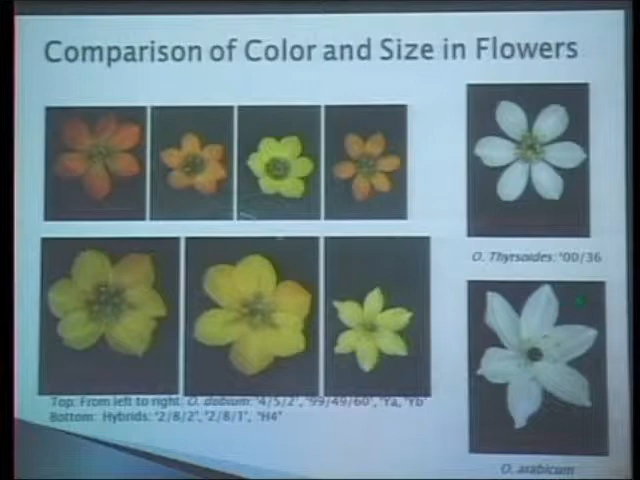 Comparison of Color and Size in Flowers
O. Thyrsoides: '00/36
Top: From left to right: O. dubium: '4/5/2', '99/49/60', 'Ya, 'Yb'
Bottom: Hybrids: '2/8/2', '2/8/1', "H4"
O. arabicum